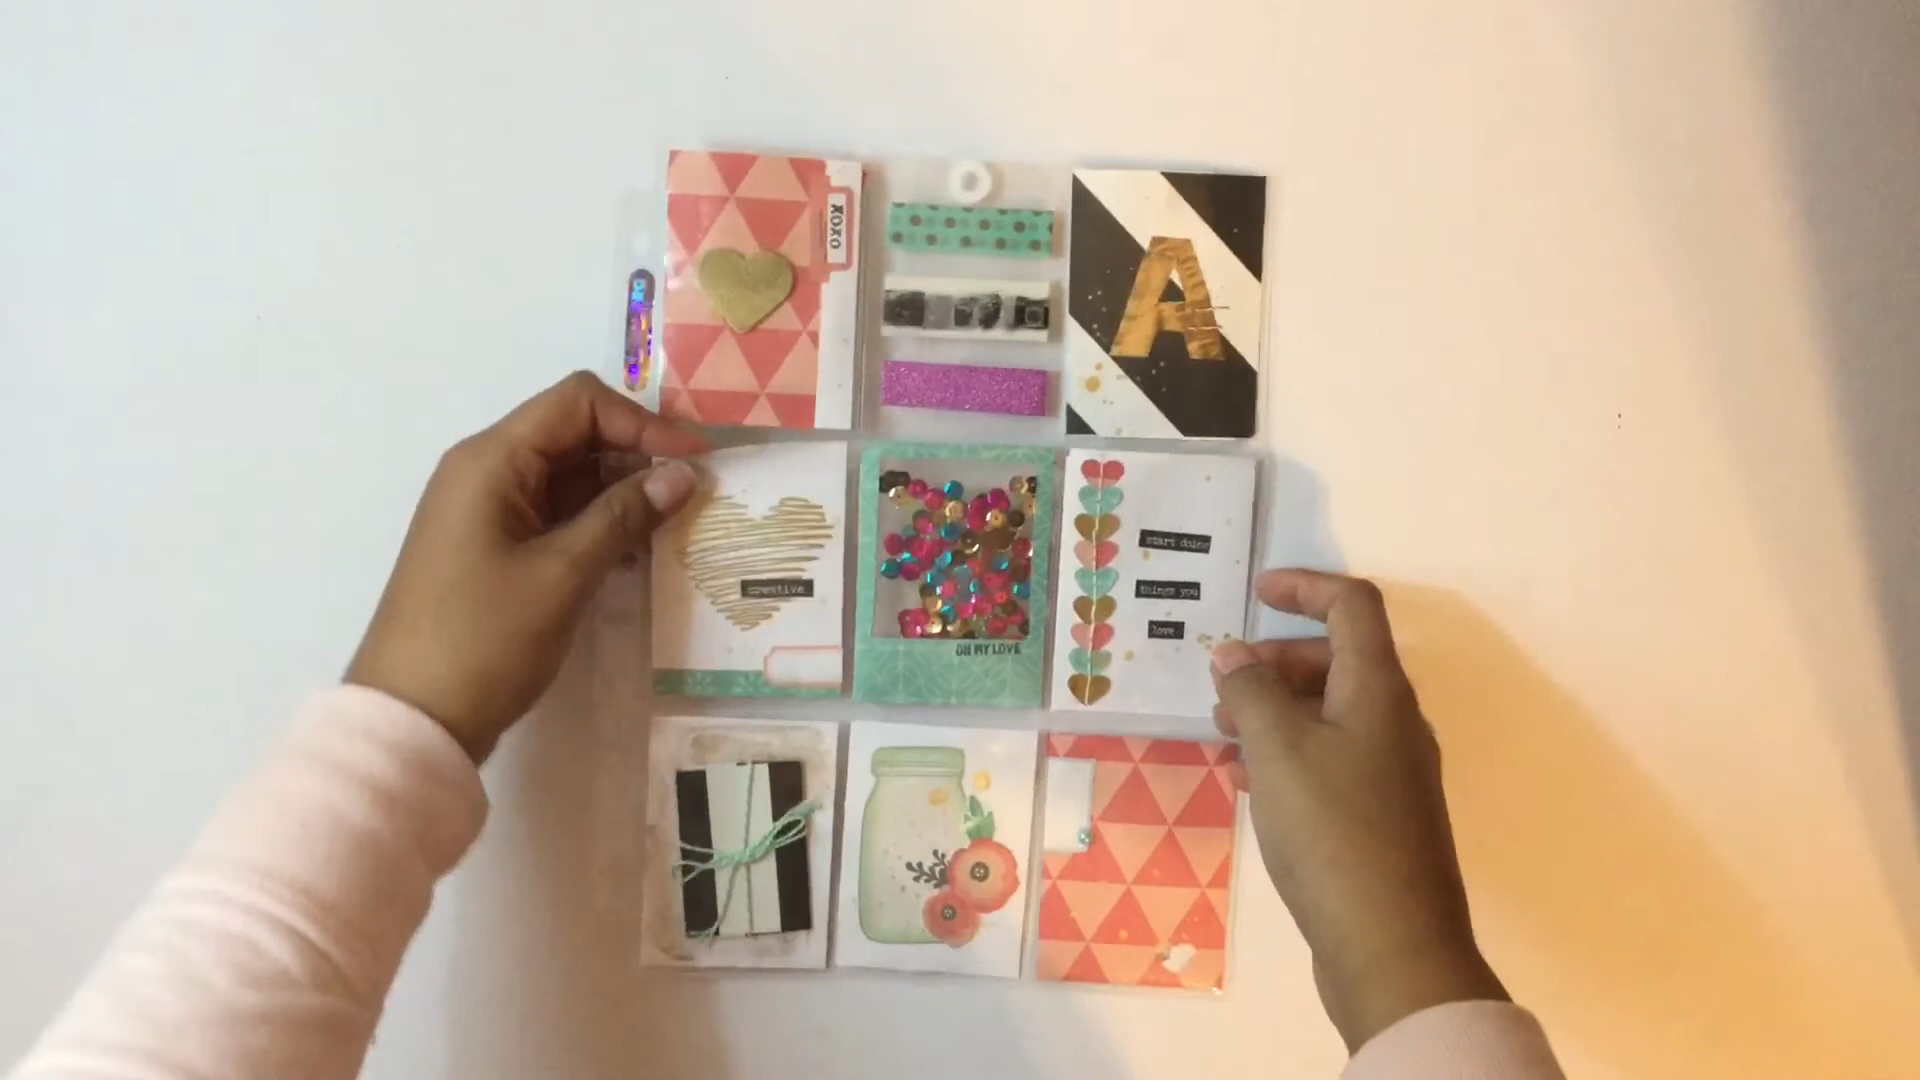 XOXO
A
creative
OH MY LOVE
start doing
things you
love